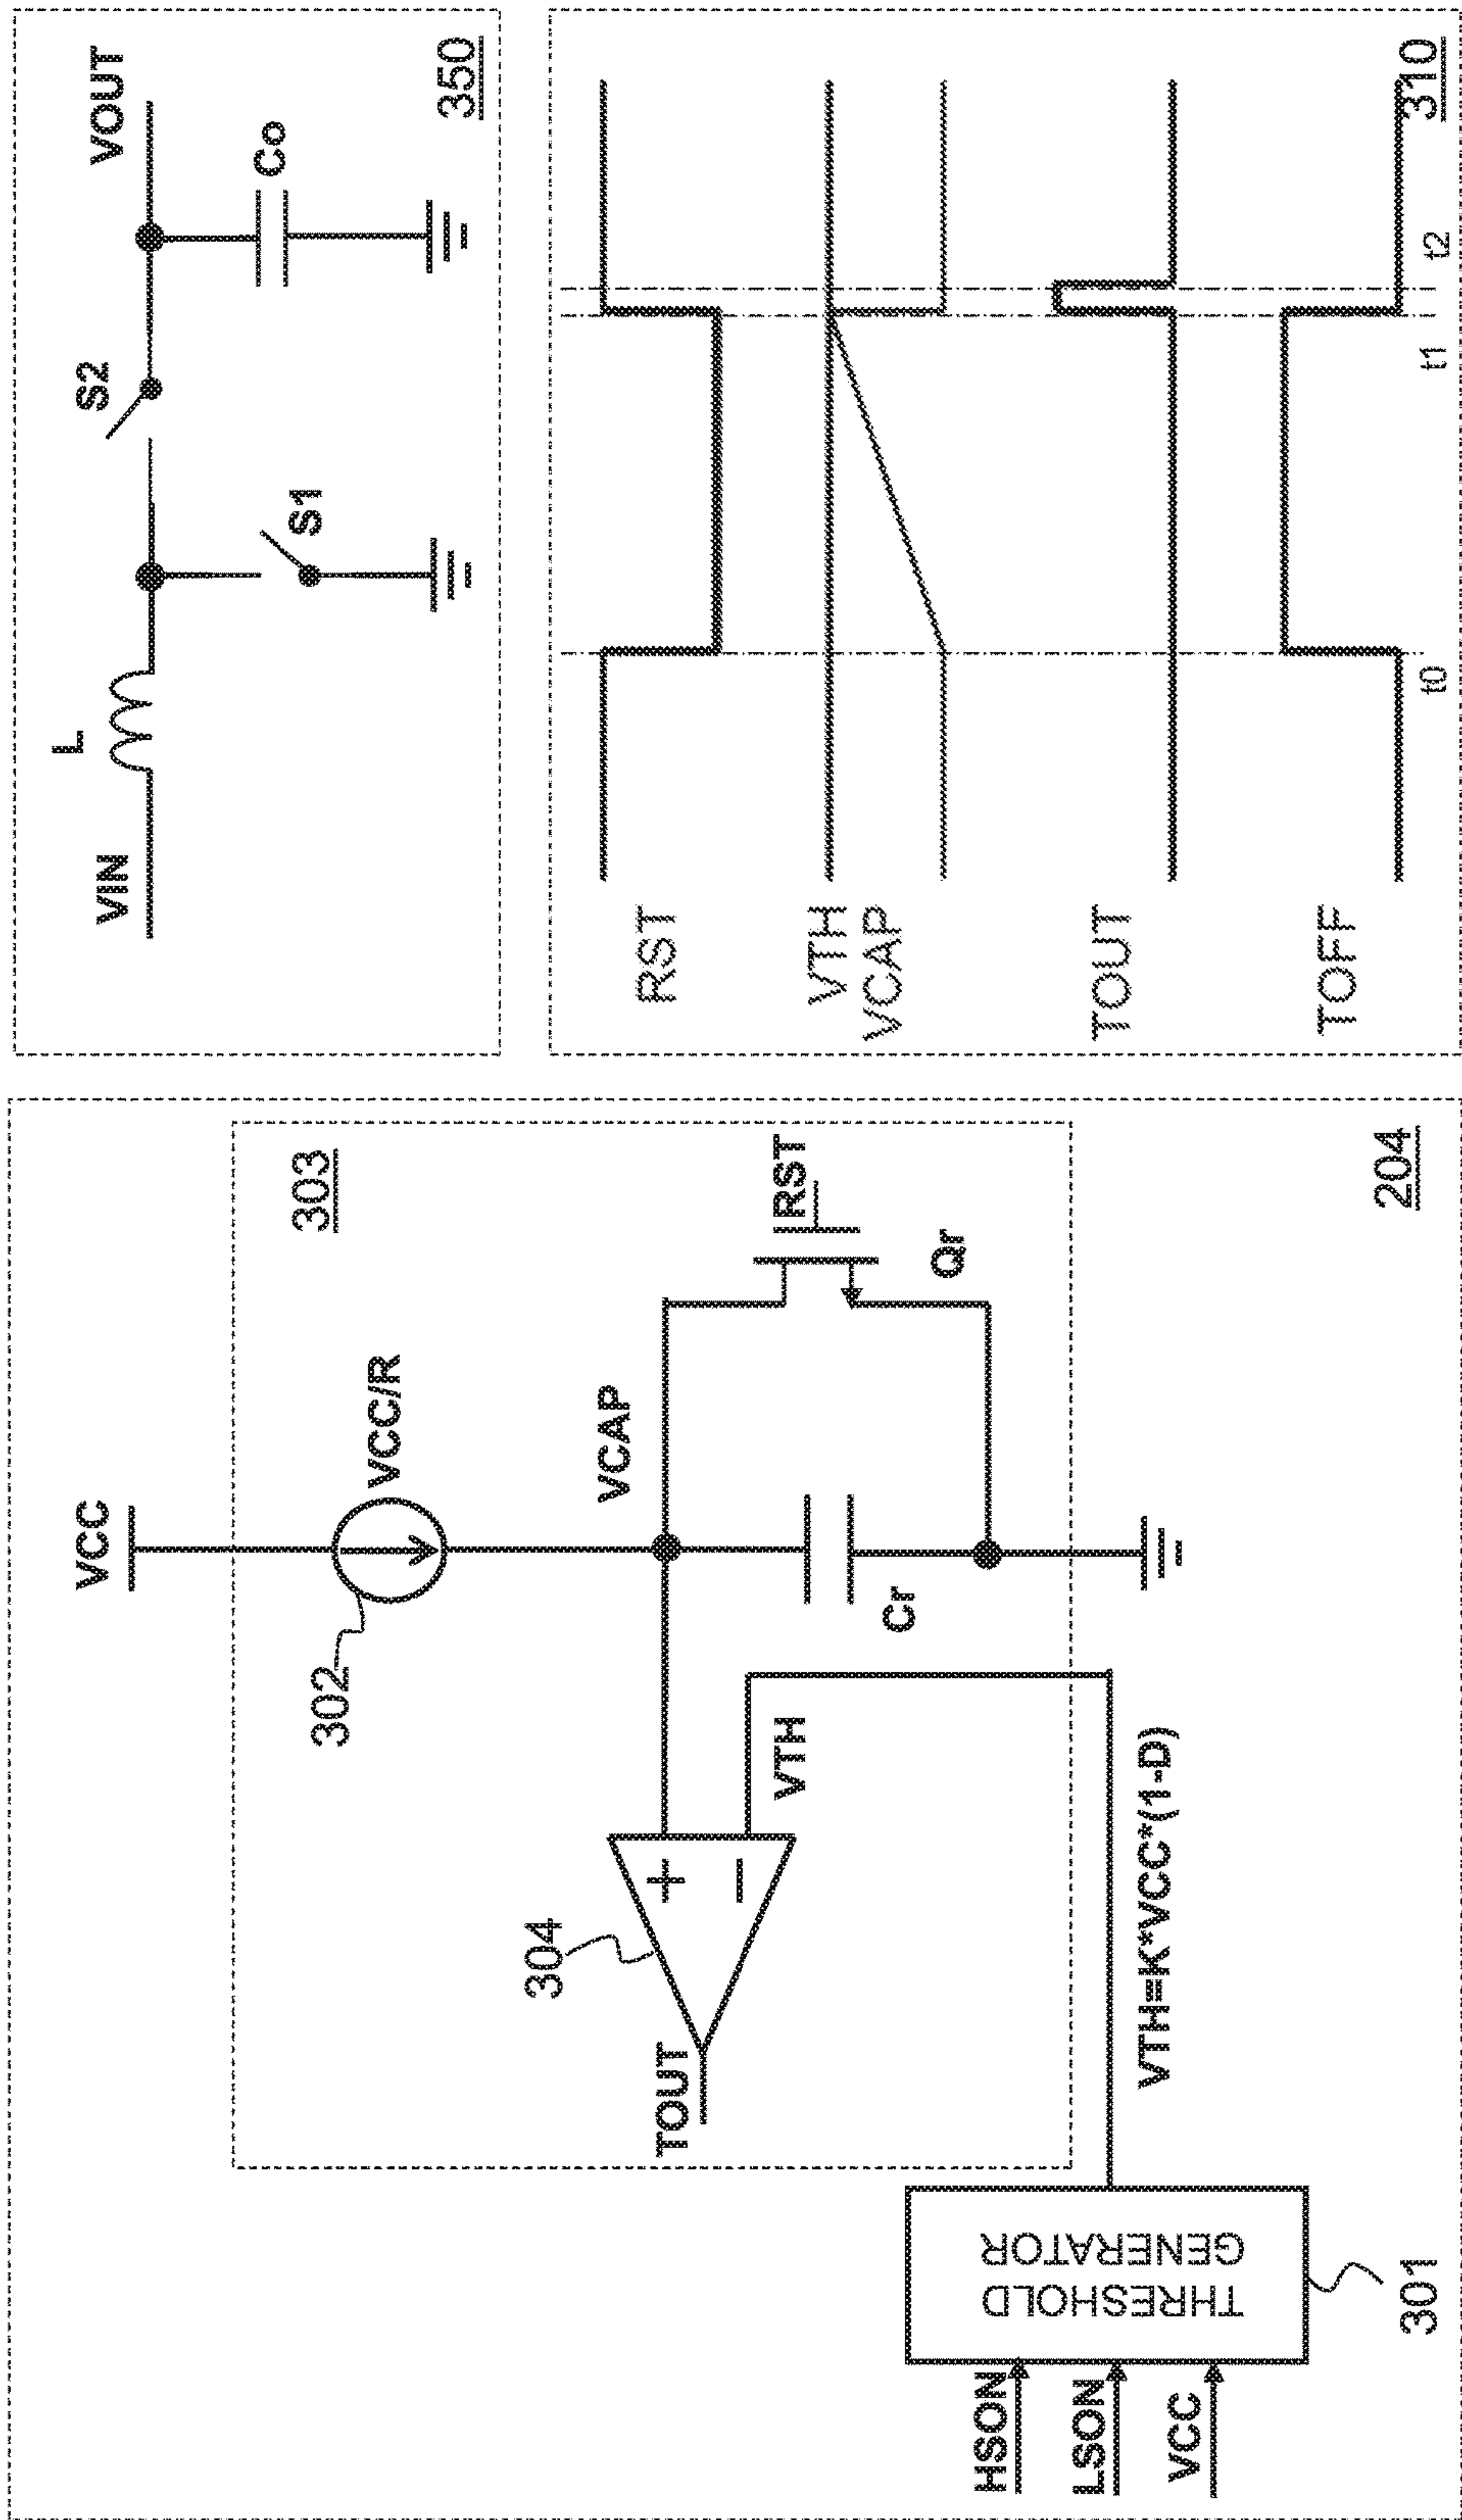 VIN
L
S1
S2
Co
VOUT
350
RST
VTH
VCAP
TOUT
TOFF
t0
t1
t2
310
VCC
302
VCC/R
303
VCAP
304
TOUT
VTH
Cr
RST
Qr
VTH=K*VCC*(1-D)
HSON
LSON
VCC
THRESHOLD
GENERATOR
301
204